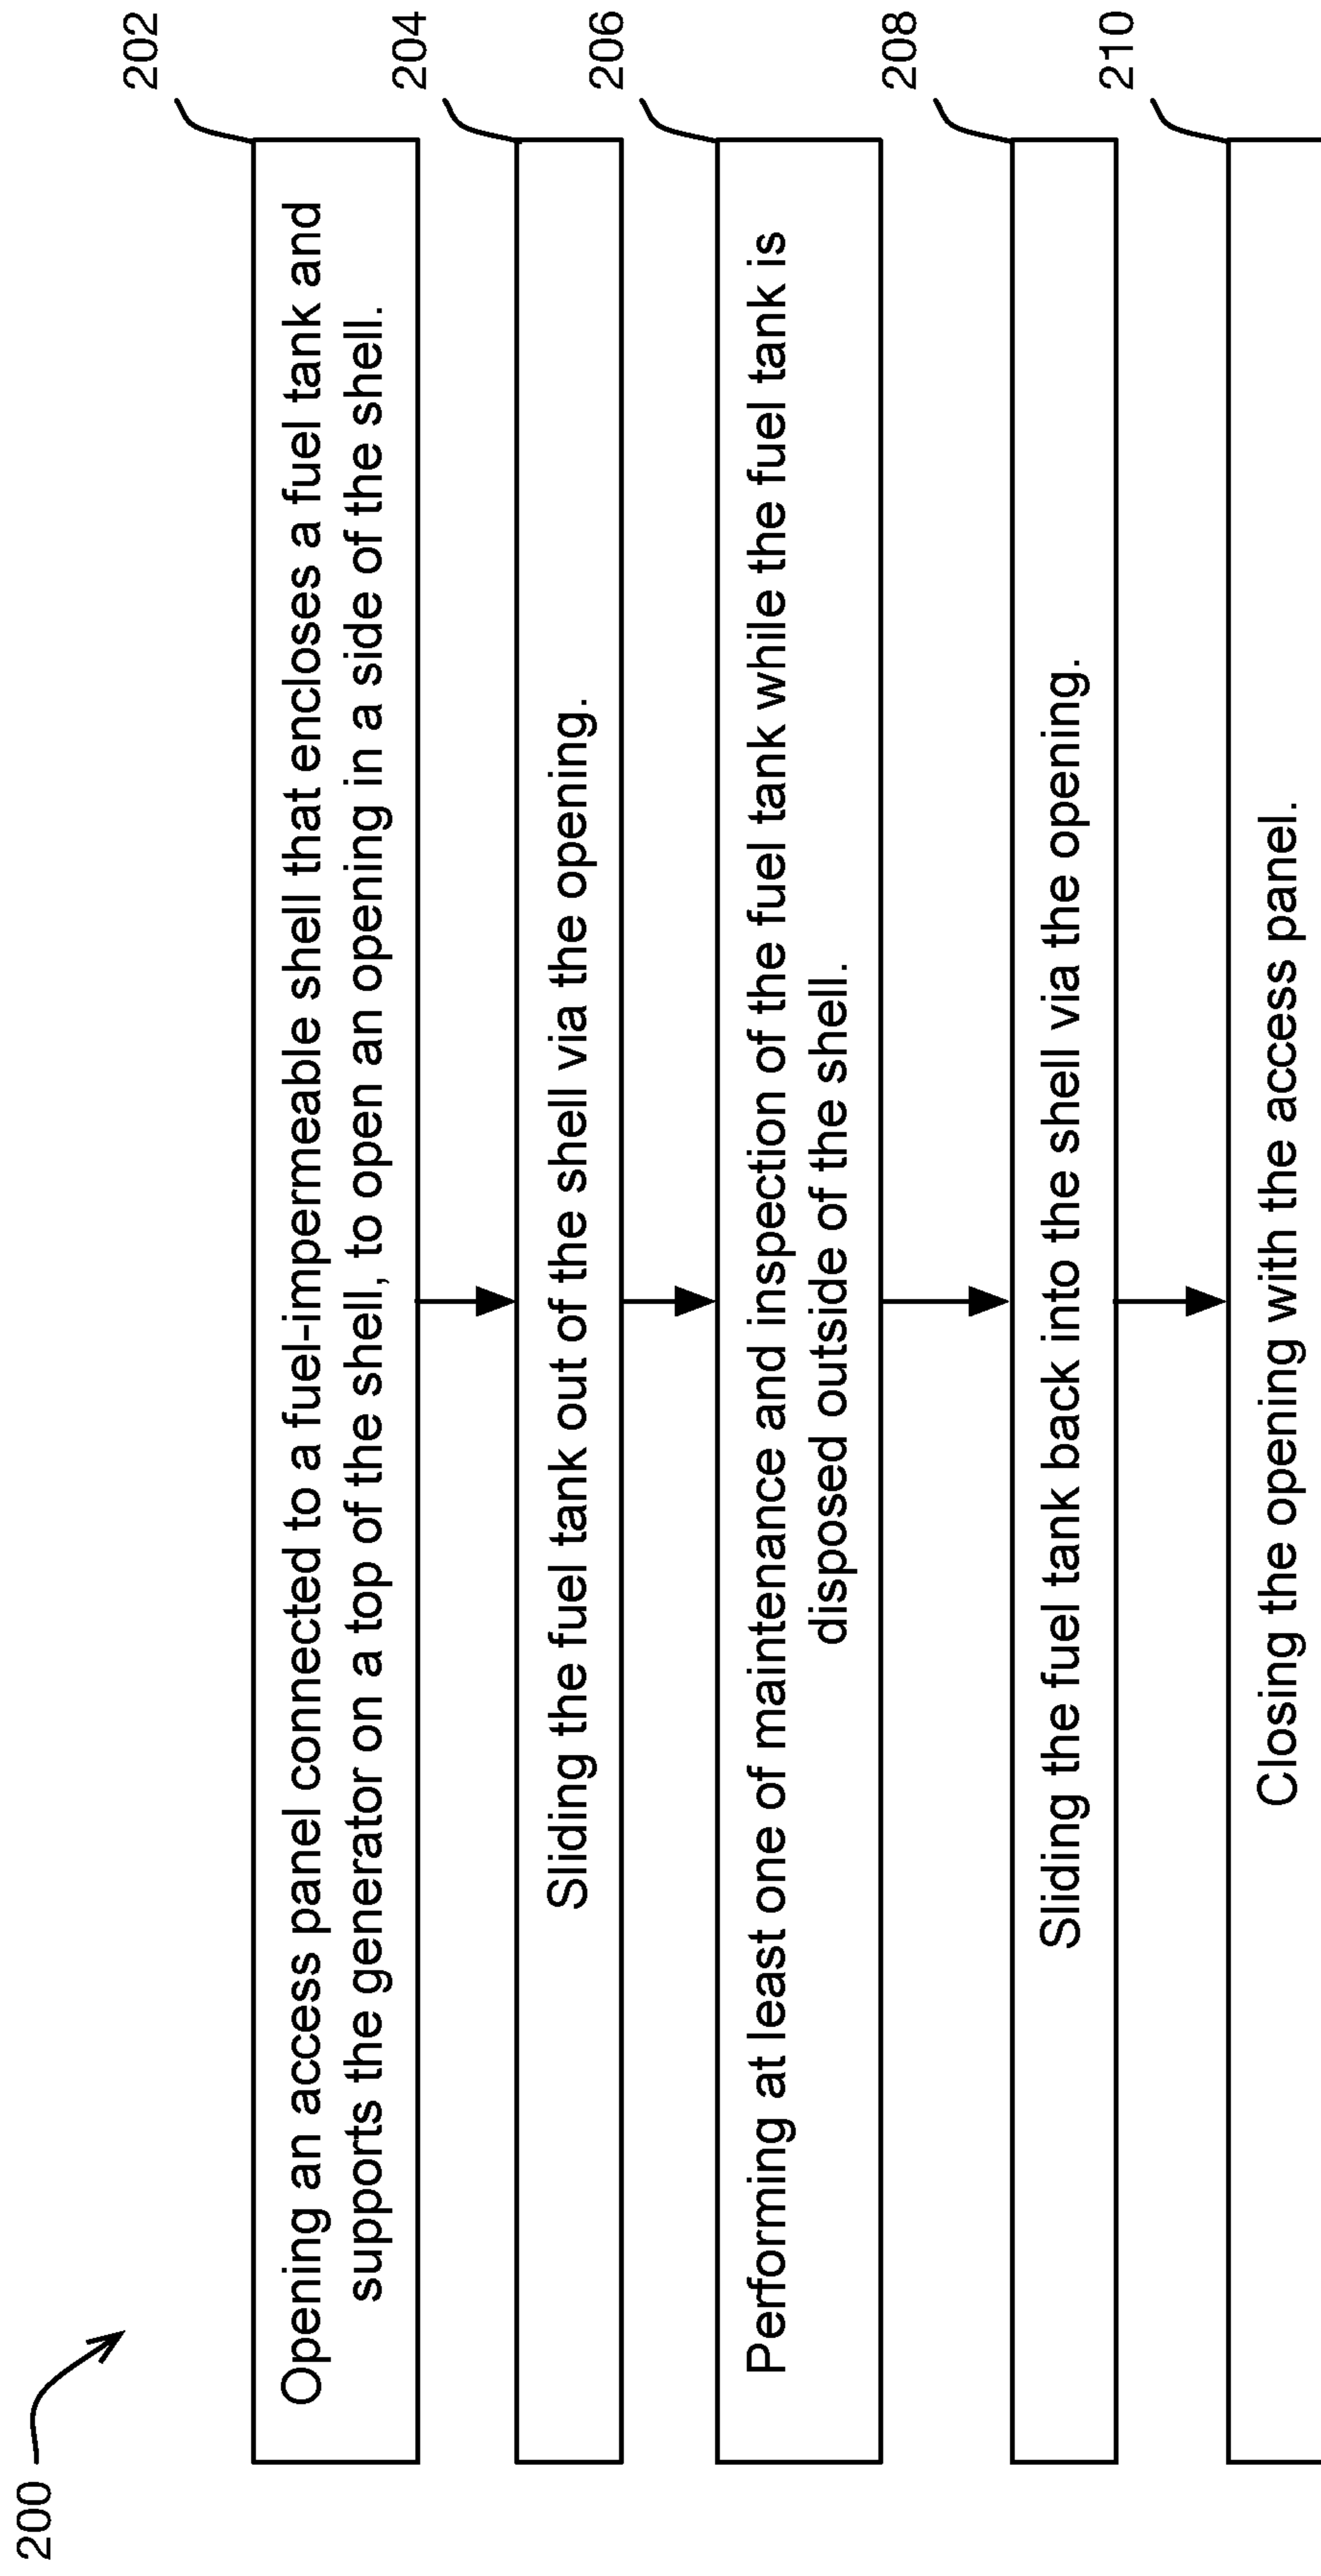 200
202
Opening an access panel connected to a fuel-impermeable shell that encloses a fuel tank and
supports the generator on a top of the shell, to open an opening in a side of the shell.
204
Sliding the fuel tank out of the shell via the opening.
206
Performing at least one of maintenance and inspection of the fuel tank while the fuel tank is
disposed outside of the shell.
208
Sliding the fuel tank back into the shell via the opening.
210
Closing the opening with the access panel.